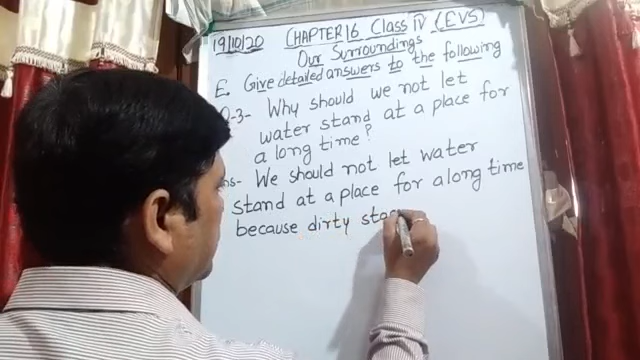 19/10/20 CHAPTER 16 Class IV (EVS)
Our Surroundings
E. Give detailed answers to the following
Q-3- Why should we not let
water stand at a place for
a long time?
Ans- We should not let water
stand at a place for along time
because dirty sta